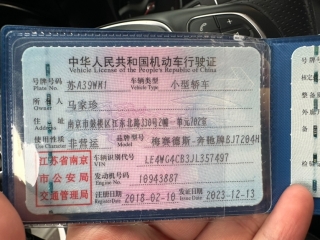 中华人民共和国机动车行驶证
Vehicle License of the People's Republic of China
号牌号码 苏A39WW1 车辆类型 小型轿车
Plate No. Vehicle Type
所有人 马家珍
Owner
住址 南京市鼓楼区江东北路130号2幢一单元702室
Address
使用性质 非营运 品牌型号 梅赛德斯-奔驰牌BJ7204H
Use Character Model
江苏省南京 车辆识别代号 LE4WG4CB3JL357497
VIN
市公安局 发动机号码 10943887
Engine No.
交通管理局 注册日期 2018-02-10 发证日期 2023-12-13
Register Date Issue Date